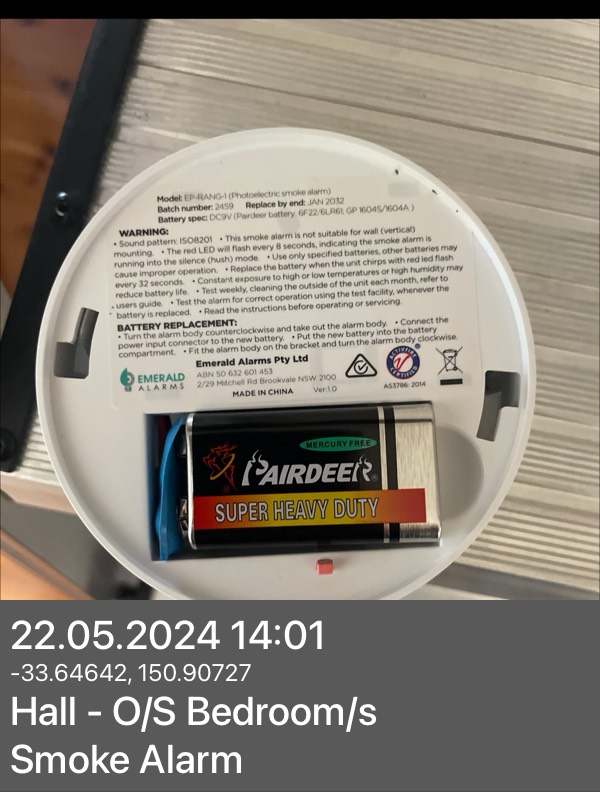 Model: EP-RANG-1 (Photoelectric smoke alarm)
Batch number: 2459 Replace by end: JAN 2032
Battery spec: DC9V (Pairdeer battery: 6F22/6LR61; GP 1604S/1604A )
WARNING:
• Sound pattern: ISO8201 • This smoke alarm is not suitable for wall (vertical)
mounting. • The red LED will flash every 8 seconds, indicating the smoke alarm is
running into the silence (hush) mode. • Use only specified batteries, other batteries may
cause improper operation. • Replace the battery when the unit chirps with red led flash
every 32 seconds. • Constant exposure to high or low temperatures or high humidity may
reduce battery life. • Test weekly, cleaning the outside of the unit each month, refer to
users guide. • Test the alarm for correct operation using the test facility, whenever the
battery is replaced. • Read the instructions before operating or servicing.
BATTERY REPLACEMENT:
• Turn the alarm body counterclockwise and take out the alarm body. • Connect the
power input connector to the new battery. • Put the new battery into the battery
compartment. • Fit the alarm body on the bracket and turn the alarm body clockwise.
Emerald Alarms Pty Ltd
ABN 50 632 601 453
2/29 Mitchell Rd Brookvale NSW 2100
MADE IN CHINA Ver:1.0
EMERALD
ALARMS
ACTIVFIRE
CERTIFIED
AS3786: 2014
MERCURY FREE
PAIRDEER®
SUPER HEAVY DUTY
22.05.2024 14:01
-33.64642, 150.90727
Hall - O/S Bedroom/s
Smoke Alarm